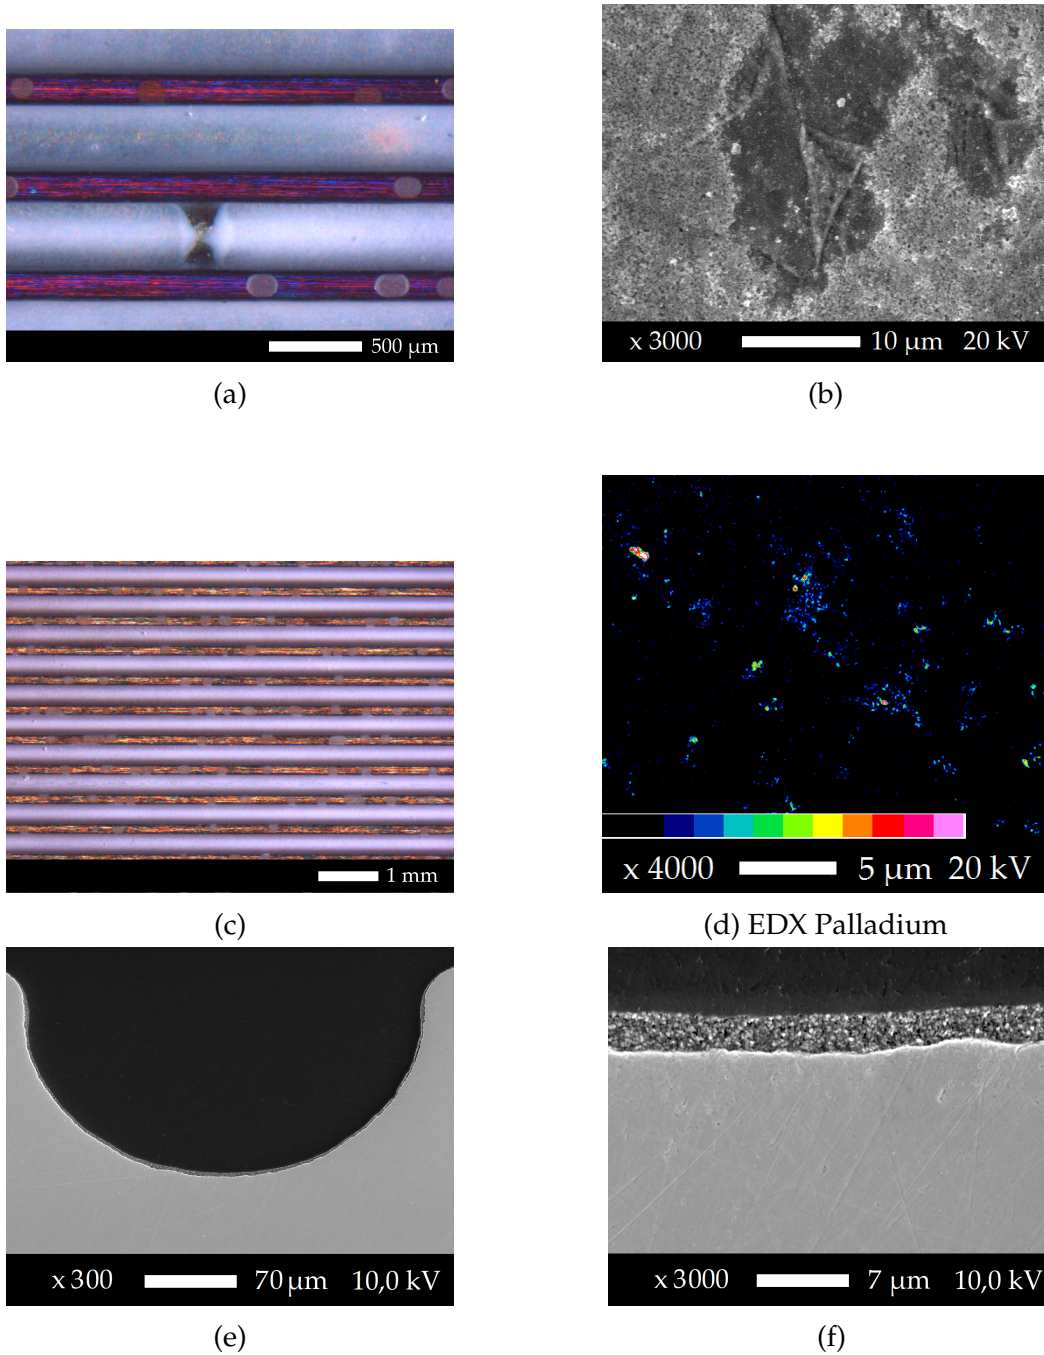 500 µm
x 3000 10 µm 20 kV
(a)
(b)
1 mm
x 4000 5 µm 20 kV
(c)
(d) EDX Palladium
x 300 70 µm 10,0 kV
x 3000 7 µm 10,0 kV
(e)
(f)